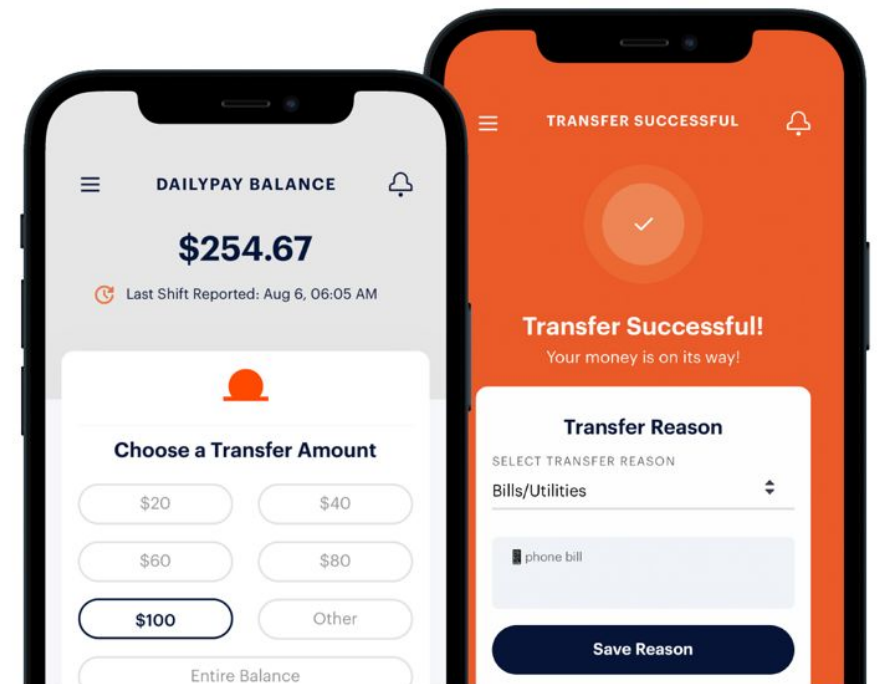 DAILYPAY BALANCE
$254.67
Last Shift Reported: Aug 6, 06:05 AM
Choose a Transfer Amount
$20 $40
$60 $80
$100 Other
Entire Balance
TRANSFER SUCCESSFUL
Transfer Successful!
Your money is on its way!
Transfer Reason
SELECT TRANSFER REASON
Bills/Utilities
phone bill
Save Reason